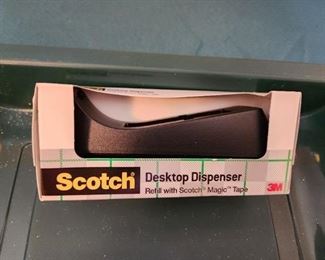 Scotch Desktop Dispenser
Refill with Scotch® Magic™ Tape
3M